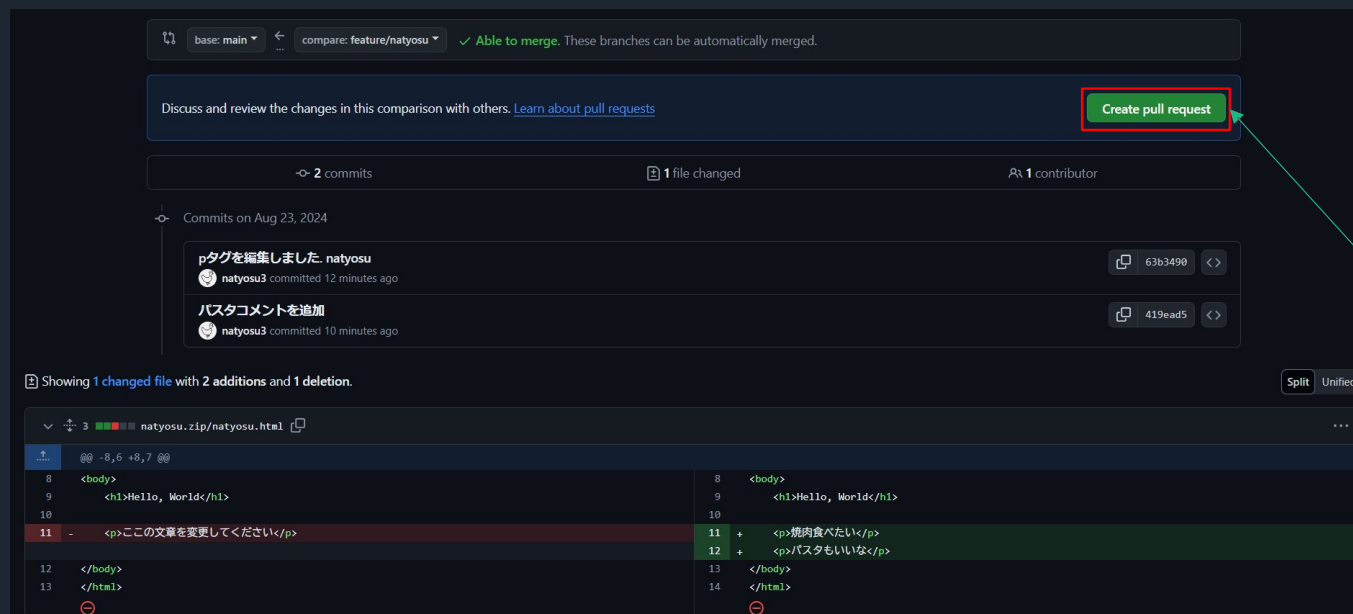 base: main compare: feature/natyosu Able to merge. These branches can be automatically merged.
...
Discuss and review the changes in this comparison with others. Learn about pull requests Create pull request
2 commits 1 file changed 1 contributor
Commits on Aug 23, 2024
pタグを編集しました. natyosu
63b3490 <>
natyosu3 committed 12 minutes ago
パスタコメントを追加
419ead5 <>
natyosu3 committed 10 minutes ago
Showing 1 changed file with 2 additions and 1 deletion.
Split Unified
3 natyosu.zip/natyosu.html ...
@@ -8,6 +8,7 @@
8 <body> 8 <body>
9 <h1>Hello, World</h1> 9 <h1>Hello, World</h1>
10 10
11 - <p>ここの文章を変更してください</p> 11 + <p>焼肉食べたい</p>
12 + <p>パスタもいいな</p>
12 </body> 13 </body>
13 </html> 14 </html>